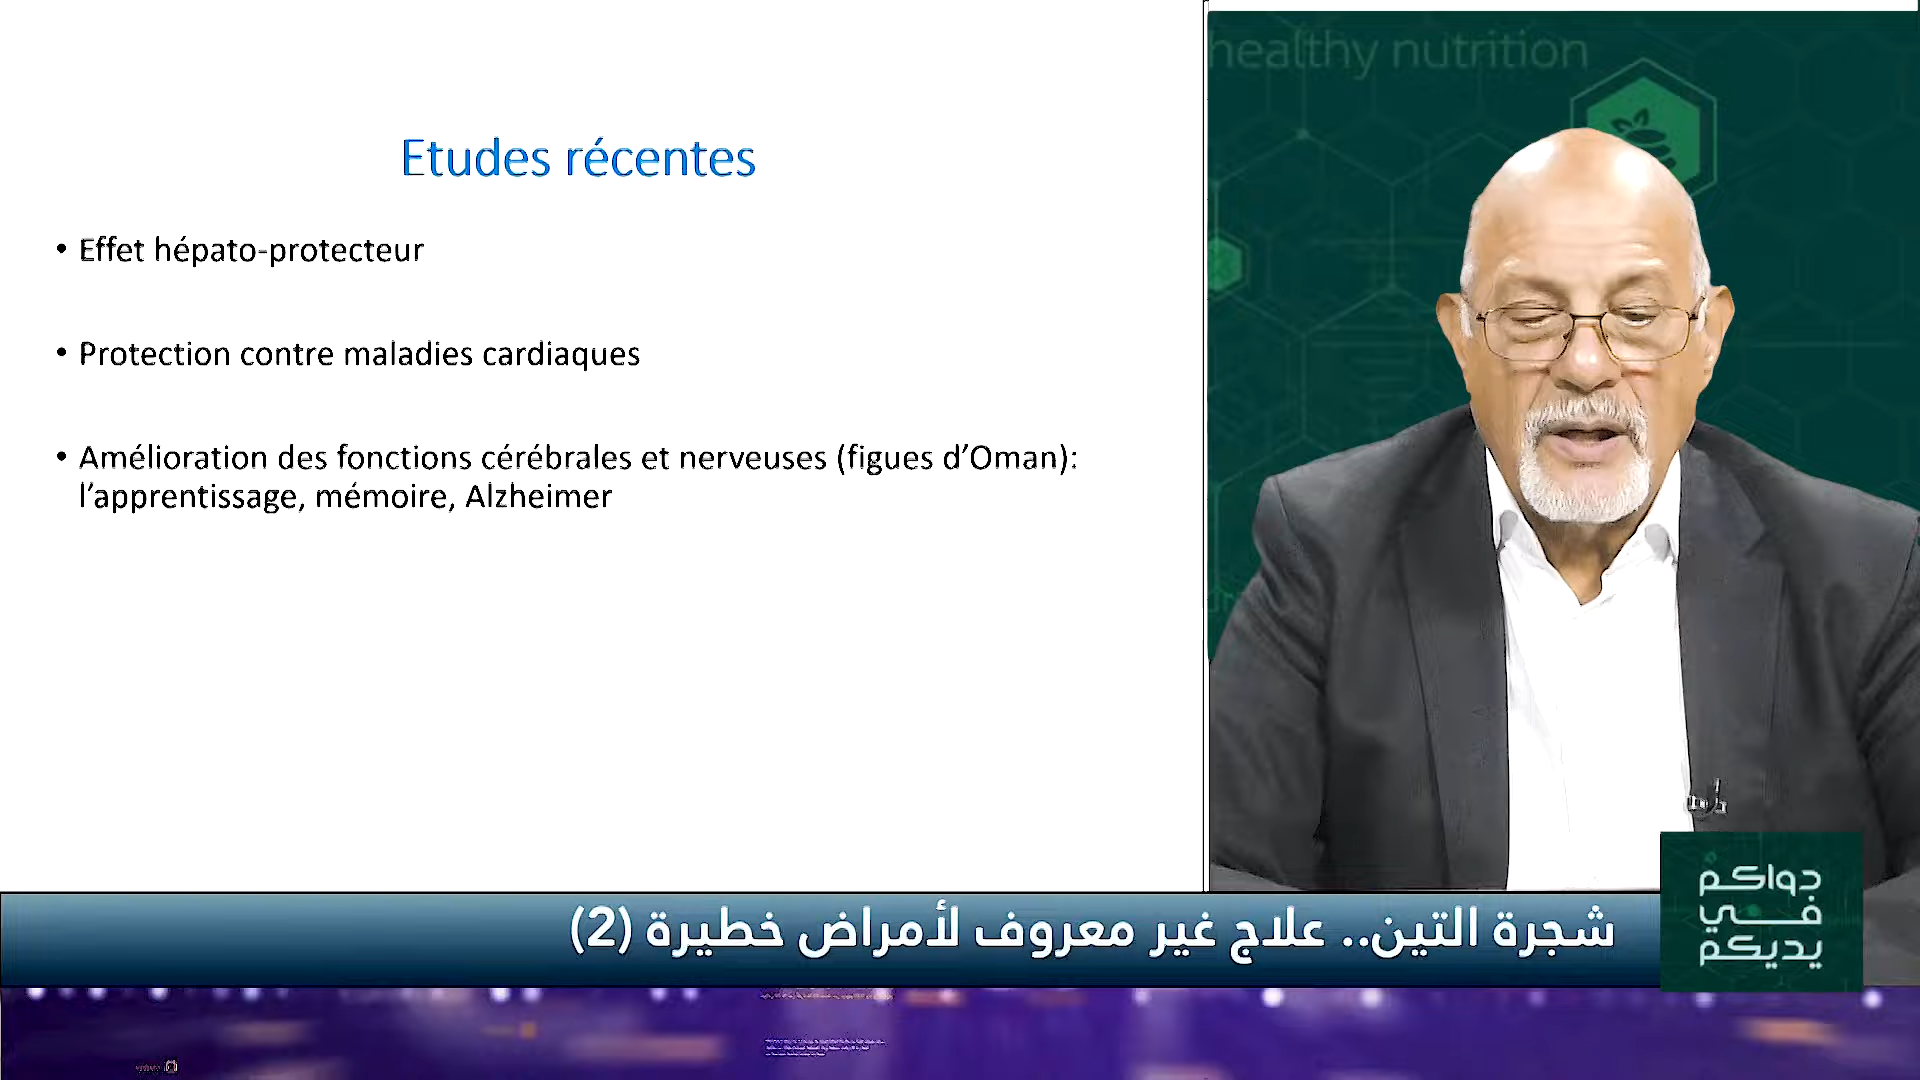 healthy nutrition
Etudes récentes
• Effet hépato-protecteur
• Protection contre maladies cardiaques
• Amélioration des fonctions cérébrales et nerveuses (figues d’Oman):
l’apprentissage, mémoire, Alzheimer
شجرة التين.. علاج غير معروف لأمراض خطيرة (2)
دواكم
في
يديكم